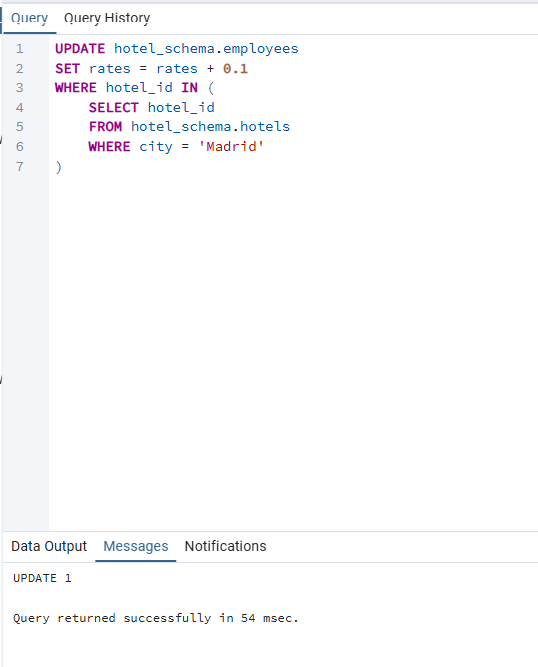 Query Query History
1 UPDATE hotel_schema.employees
2 SET rates = rates + 0.1
3 WHERE hotel_id IN (
4     SELECT hotel_id
5     FROM hotel_schema.hotels
6     WHERE city = 'Madrid'
7 )
Data Output Messages Notifications
UPDATE 1
Query returned successfully in 54 msec.